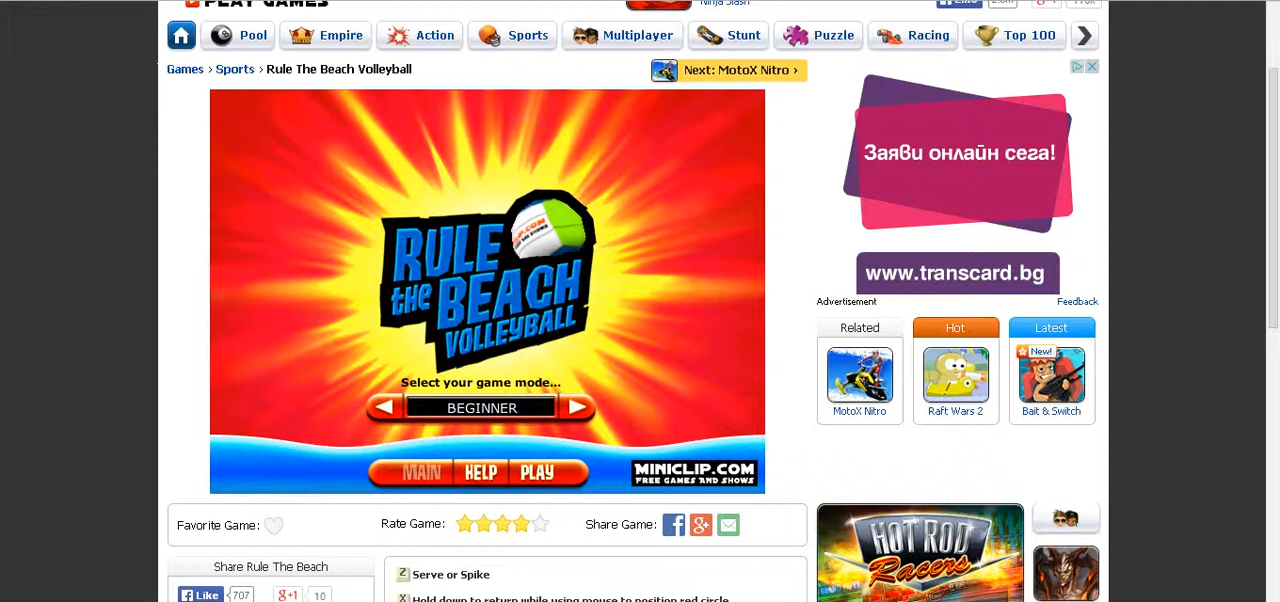 PLAY GAMES
Ninja Slash
Like
Pool
Empire
Action
Sports
Multiplayer
Stunt
Puzzle
Racing
Top 100
Games › Sports › Rule The Beach Volleyball
Next: MotoX Nitro ›
Заяви онлайн сега!
www.transcard.bg
Advertisement
Feedback
RULE
the BEACH
VOLLEYBALL
Select your game mode...
BEGINNER
MAIN
HELP
PLAY
MINICLIP.COM
FREE GAMES AND SHOWS
Related
Hot
Latest
New!
MotoX Nitro
Raft Wars 2
Bait & Switch
Favorite Game:
Rate Game:
Share Game:
HOT ROD
Racers
Share Rule The Beach
Like
707
g+1
10
Z Serve or Spike
X Hold down to return while using mouse to position red circle